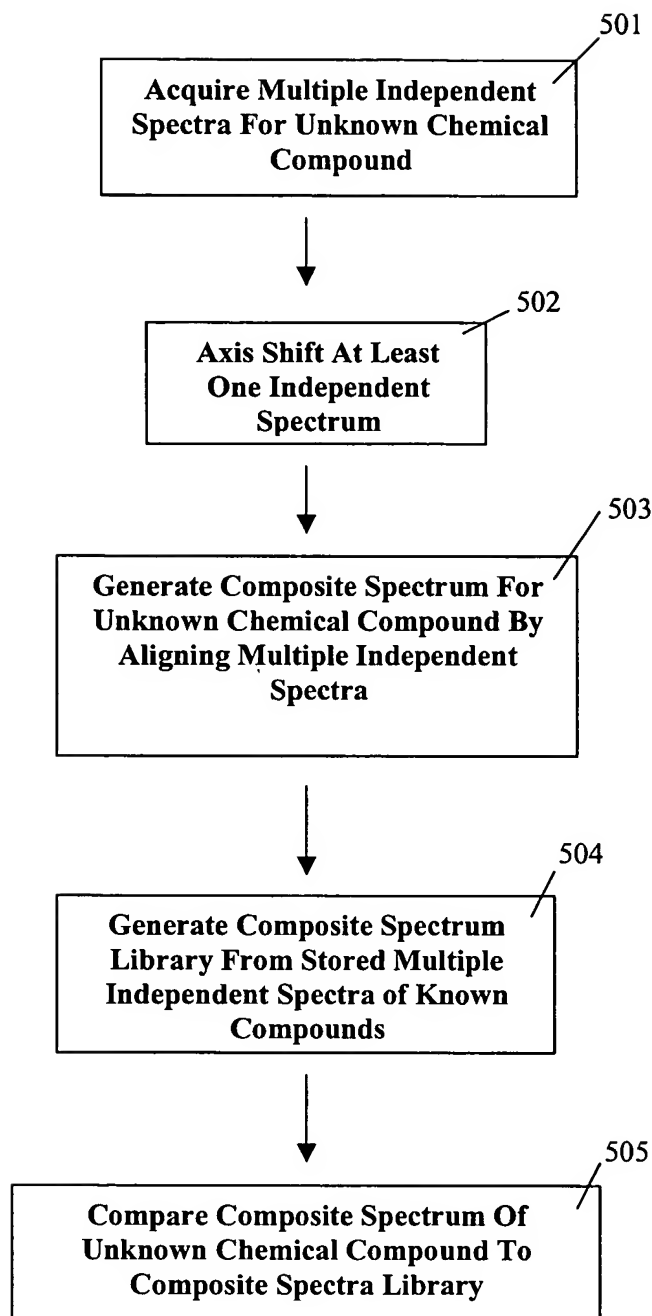 501
Acquire Multiple Independent
Spectra For Unknown Chemical
Compound
502
Axis Shift At Least
One Independent
Spectrum
503
Generate Composite Spectrum For
Unknown Chemical Compound By
Aligning Multiple Independent
Spectra
504
Generate Composite Spectrum
Library From Stored Multiple
Independent Spectra of Known
Compounds
505
Compare Composite Spectrum Of
Unknown Chemical Compound To
Composite Spectra Library